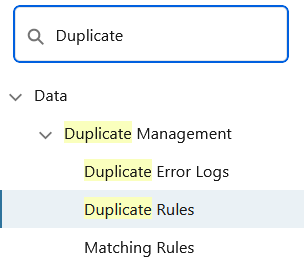 Duplicate
Data
Duplicate Management
Duplicate Error Logs
Duplicate Rules
Matching Rules